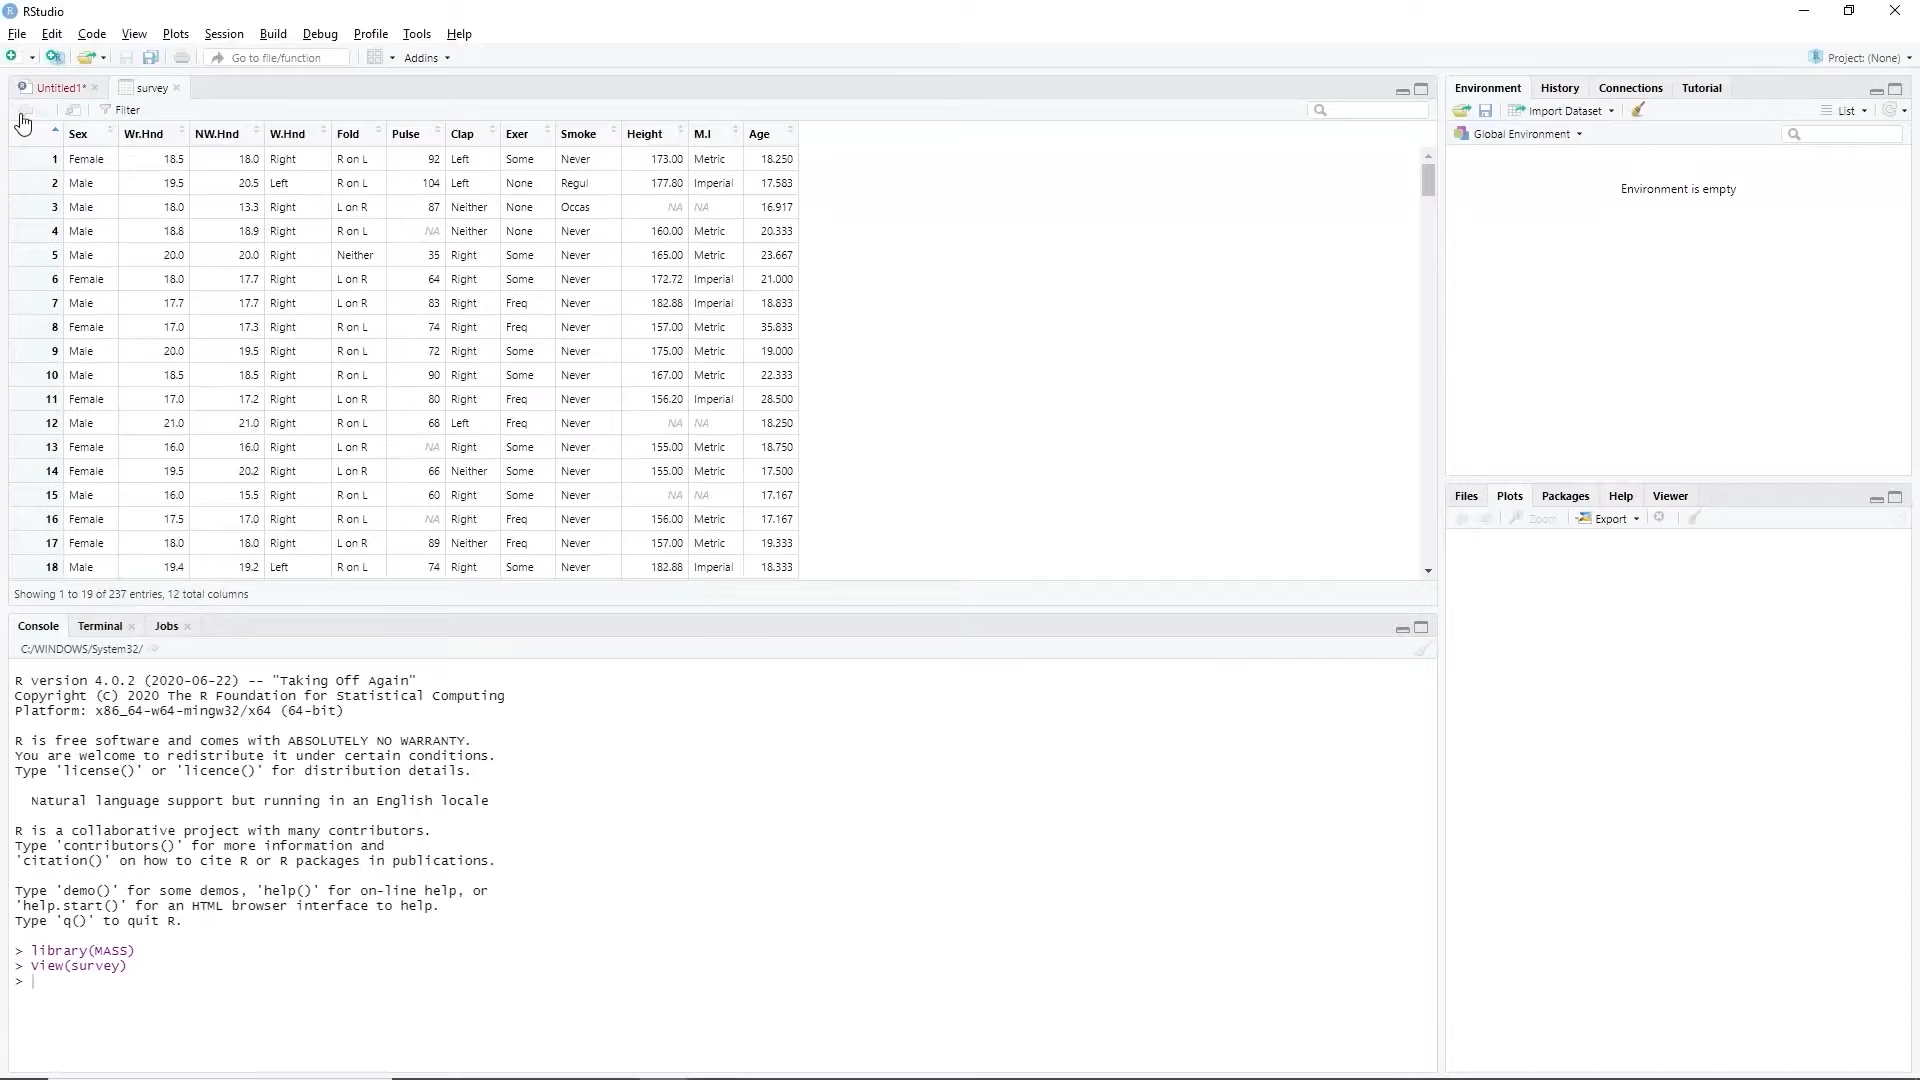 RStudio
File Edit Code View Plots Session Build Debug Profile Tools Help
Go to file/function Addins Project: (None)
Untitled1* survey
Filter
Sex Wr.Hnd NW.Hnd W.Hnd Fold Pulse Clap Exer Smoke Height M.I Age
1 Female 18.5 18.0 Right R on L 92 Left Some Never 173.00 Metric 18.250
2 Male 19.5 20.5 Left R on L 104 Left None Regul 177.80 Imperial 17.583
3 Male 18.0 13.3 Right L on R 87 Neither None Occas NA NA 16.917
4 Male 18.8 18.9 Right R on L NA Neither None Never 160.00 Metric 20.333
5 Male 20.0 20.0 Right Neither 35 Right Some Never 165.00 Metric 23.667
6 Female 18.0 17.7 Right L on R 64 Right Some Never 172.72 Imperial 21.000
7 Male 17.7 17.7 Right L on R 83 Right Freq Never 182.88 Imperial 18.833
8 Female 17.0 17.3 Right R on L 74 Right Freq Never 157.00 Metric 35.833
9 Male 20.0 19.5 Right R on L 72 Right Some Never 175.00 Metric 19.000
10 Male 18.5 18.5 Right R on L 90 Right Some Never 167.00 Metric 22.333
11 Female 17.0 17.2 Right L on R 80 Right Freq Never 156.20 Imperial 28.500
12 Male 21.0 21.0 Right R on L 68 Left Freq Never NA NA 18.250
13 Female 16.0 16.0 Right L on R NA Right Some Never 155.00 Metric 18.750
14 Female 19.5 20.2 Right L on R 66 Neither Some Never 155.00 Metric 17.500
15 Male 16.0 15.5 Right R on L 60 Right Some Never NA NA 17.167
16 Female 17.5 17.0 Right R on L NA Right Freq Never 156.00 Metric 17.167
17 Female 18.0 18.0 Right L on R 89 Neither Freq Never 157.00 Metric 19.333
18 Male 19.4 19.2 Left R on L 74 Right Some Never 182.88 Imperial 18.333
Showing 1 to 19 of 237 entries, 12 total columns
Console Terminal Jobs
C:/WINDOWS/System32/
R version 4.0.2 (2020-06-22) -- "Taking Off Again"
Copyright (C) 2020 The R Foundation for Statistical Computing
Platform: x86_64-w64-mingw32/x64 (64-bit)
R is free software and comes with ABSOLUTELY NO WARRANTY.
You are welcome to redistribute it under certain conditions.
Type 'license()' or 'licence()' for distribution details.
Natural language support but running in an English locale
R is a collaborative project with many contributors.
Type 'contributors()' for more information and
'citation()' on how to cite R or R packages in publications.
Type 'demo()' for some demos, 'help()' for on-line help, or
'help.start()' for an HTML browser interface to help.
Type 'q()' to quit R.
> library(MASS)
> View(survey)
>
Environment History Connections Tutorial
Import Dataset List
Global Environment
Environment is empty
Files Plots Packages Help Viewer
Zoom Export